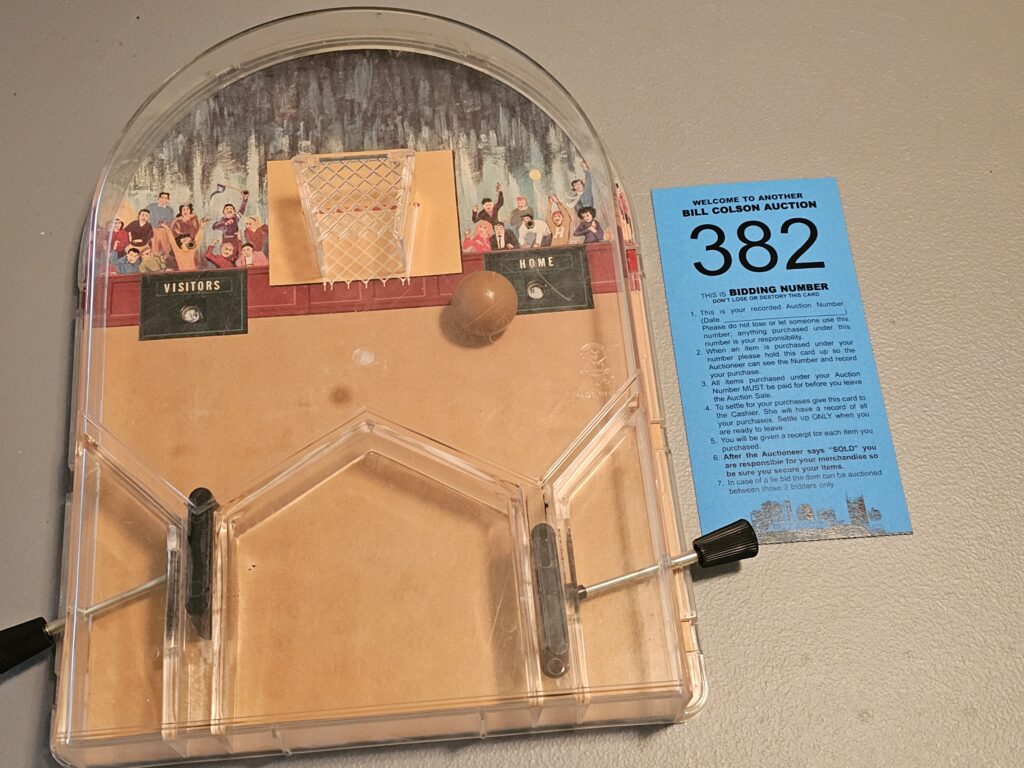 VISITORS
HOME
WELCOME TO ANOTHER
BILL COLSON AUCTION
382
THIS IS BIDDING NUMBER
DON'T LOSE OR DESTORY THIS CARD
1. This is your recorded Auction Number.
(Date )
Please do not lose or let someone use this
number; anything purchased under this
number is your responsibility.
2. When an item is purchased under your
number please hold this card up so the
Auctioneer can see the Number and record
your purchase.
3. All items purchased under your Auction
Number MUST be paid for before you leave
the Auction Sale.
4. To settle for your purchases give this card to
the Cashier. She will have a record of all
your purchases. Settle up ONLY when you
are ready to leave.
5. You will be given a receipt for each item you
purchased.
6. After the Auctioneer says "SOLD" you
are responsible for your merchandise so
be sure you secure your items.
7. In case of a tie bid the item can be auctioned
between those 2 bidders only.